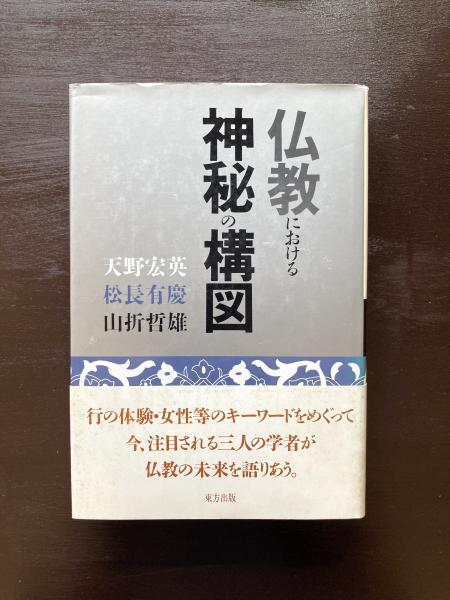 仏教における
神秘の構図
天野宏英
松長有慶
山折哲雄
行の体験・女性等のキーワードをめぐって
今、注目される三人の学者が
仏教の未来を語りあう。
東方出版